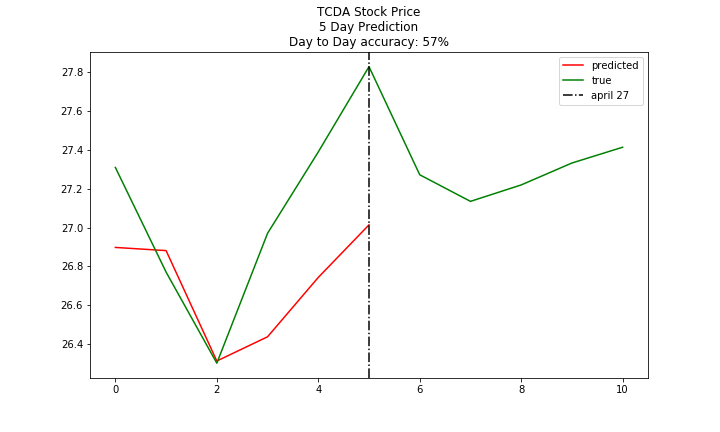 TCDA Stock Price
5 Day Prediction
Day to Day accuracy: 57%
predicted
true
april 27
27.8
27.6
27.4
27.2
27.0
26.8
26.6
26.4
0 2 4 6 8 10